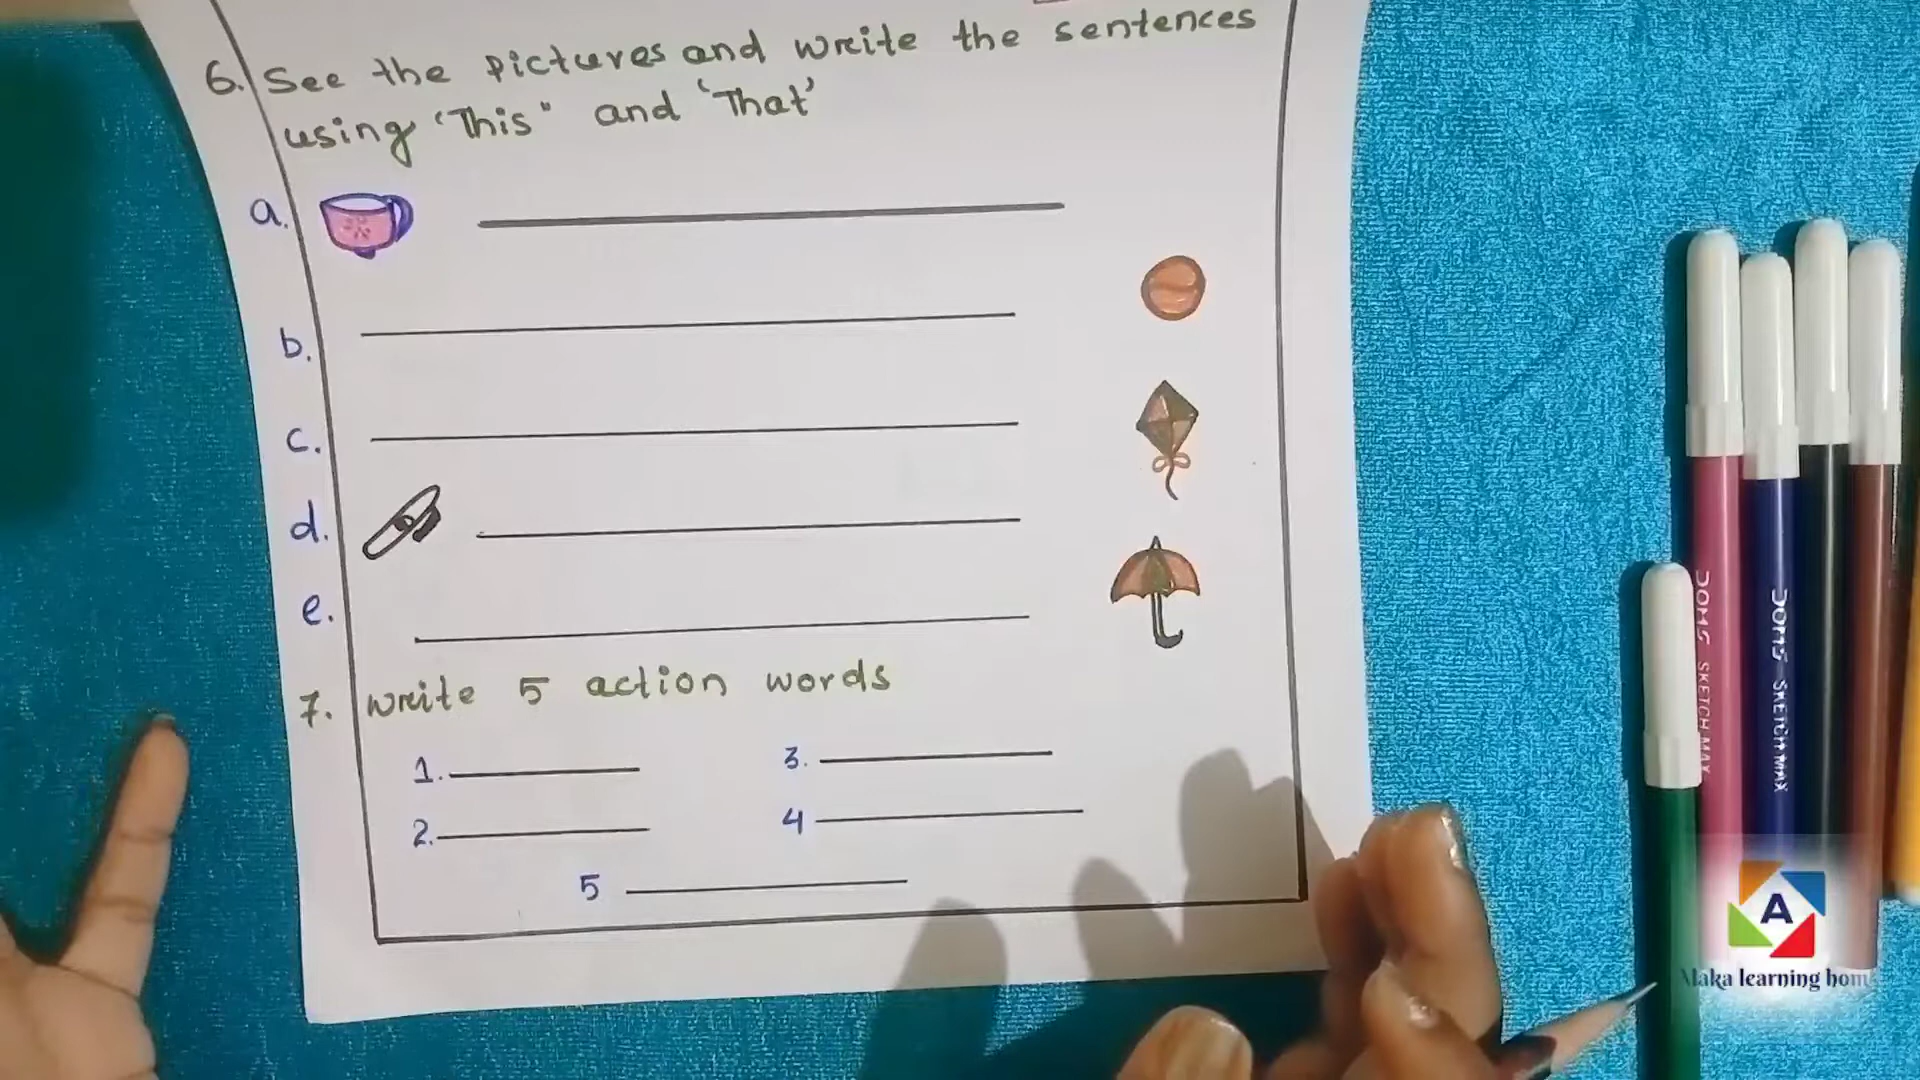 6. See the pictures and write the sentences
using 'This" and 'That'
a.
b.
c.
d.
e.
7. Write 5 action words
1.
3.
2.
4
5
DOMS SKETCH MAX
DOMS SKETCH MAX
A
Maka learning hom